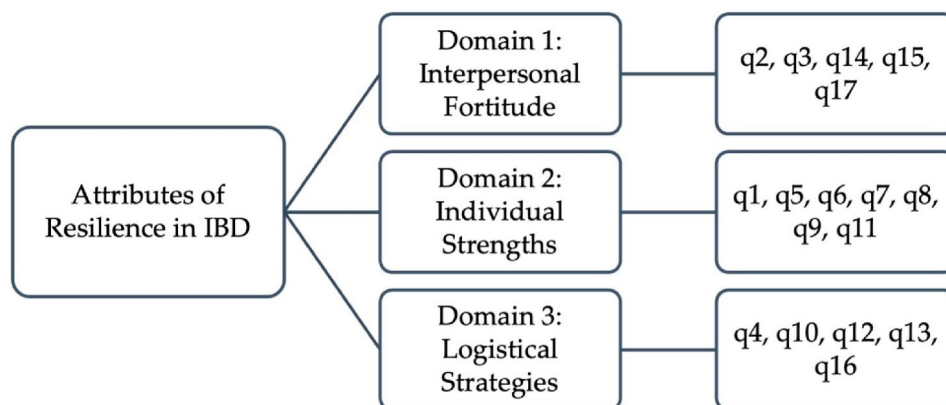 Attributes of
Resilience in IBD
Domain 1:
Interpersonal
Fortitude
q2, q3, q14, q15,
q17
Domain 2:
Individual
Strengths
q1, q5, q6, q7, q8,
q9, q11
Domain 3:
Logistical
Strategies
q4, q10, q12, q13,
q16